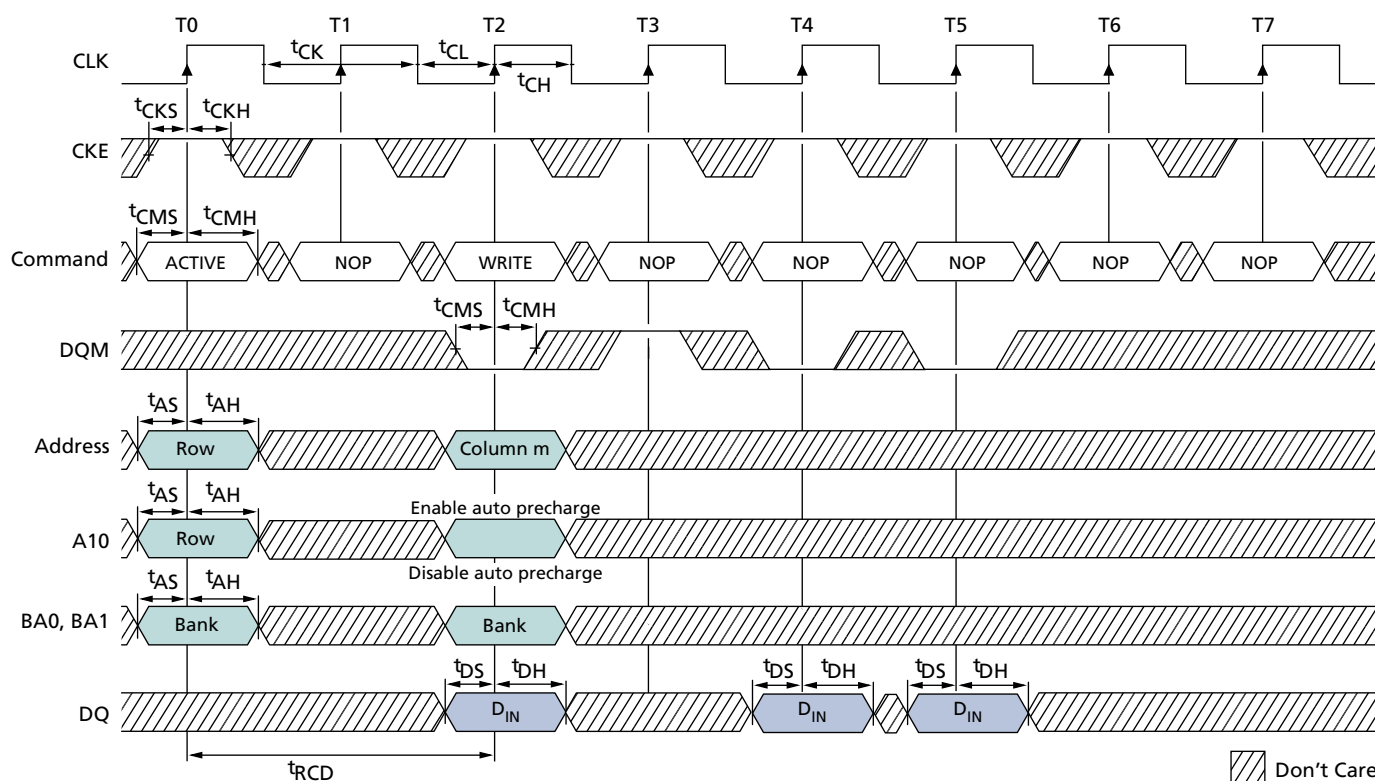 T0 T1 T2 T3 T4 T5 T6 T7
CLK tCK tCL
tCH
tCKS tCKH
CKE
tCMS tCMH
Command ACTIVE NOP WRITE NOP NOP NOP NOP NOP
tCMS tCMH
DQM
tAS tAH
Address Row Column m
tAS tAH Enable auto precharge
A10 Row
Disable auto precharge
tAS tAH
BA0, BA1 Bank Bank
tDS tDH tDS tDH tDS tDH
DQ DIN DIN DIN
tRCD
Don't Care